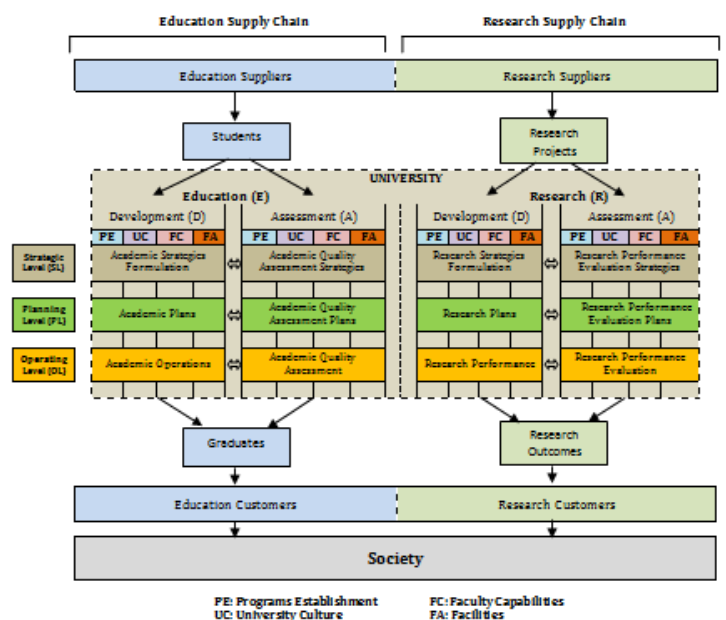 Education Supply Chain
Research Supply Chain
Education Suppliers
Research Suppliers
Students
Research
Projects
UNIVERSITY
Education (E)
Research (R)
Development (D)
Assessment (A)
Development (D)
Assessment (A)
PE UC FC FA
PE UC FC FA
PE UC FC FA
PE UC FC FA
Strategic
Level (SL)
Academic Strategies
Formulation
Academic Quality
Assessment Strategies
Research Strategies
Formulation
Research Performance
Evaluation Strategies
Planning
Level (PL)
Academic Plans
Academic Quality
Assessment Plans
Research Plans
Research Performance
Evaluation Plans
Operating
Level (OL)
Academic Operations
Academic Quality
Assessment
Research Performance
Research Performance
Evaluation
Graduates
Research
Outcomes
Education Customers
Research Customers
Society
PE: Programs Establishment
FC: Faculty Capabilities
UC: University Culture
FA: Facilities